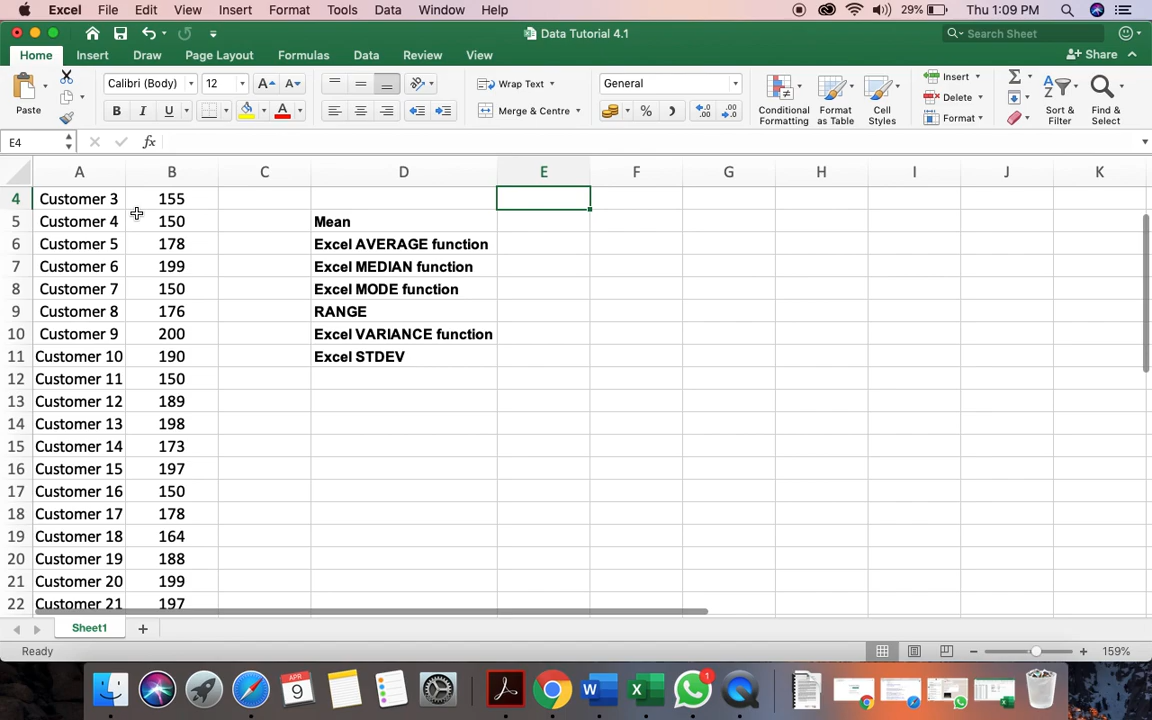 Excel File Edit View Insert Format Tools Data Window Help 29% Thu 1:09 PM
Data Tutorial 4.1 Search Sheet
Home Insert Draw Page Layout Formulas Data Review View Share
Paste Calibri (Body) 12 A A Wrap Text General Conditional Formatting Format as Table Cell Styles Insert Sort & Filter Find & Select
B I U A Merge & Centre % Delete
Format
E4 fx
A B C D E F G H I J K
4 Customer 3 155
5 Customer 4 150 Mean
6 Customer 5 178 Excel AVERAGE function
7 Customer 6 199 Excel MEDIAN function
8 Customer 7 150 Excel MODE function
9 Customer 8 176 RANGE
10 Customer 9 200 Excel VARIANCE function
11 Customer 10 190 Excel STDEV
12 Customer 11 150
13 Customer 12 189
14 Customer 13 198
15 Customer 14 173
16 Customer 15 197
17 Customer 16 150
18 Customer 17 178
19 Customer 18 164
20 Customer 19 188
21 Customer 20 199
22 Customer 21 197
Sheet1
Ready 159%
APR
9
1